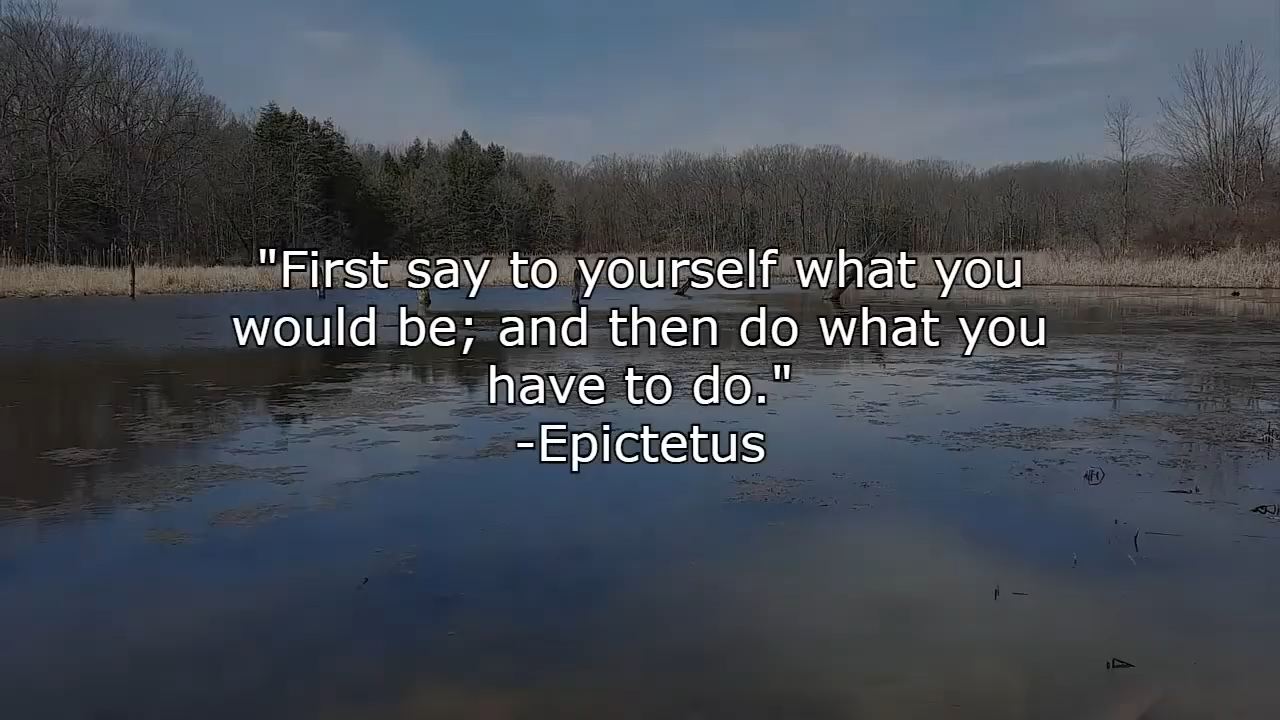 "First say to yourself what you
would be; and then do what you
have to do."
-Epictetus